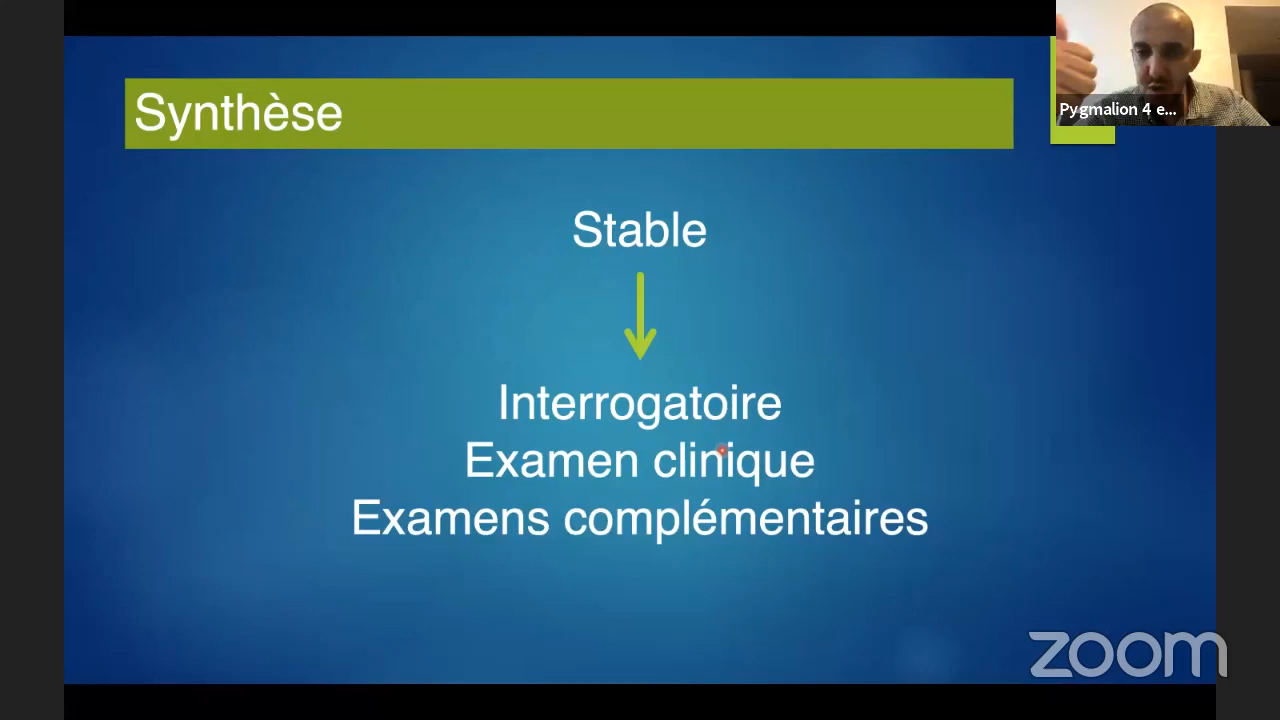 Synthèse
Pygmalion 4 e...
Stable
Interrogatoire
Examen clinique
Examens complémentaires
zoom